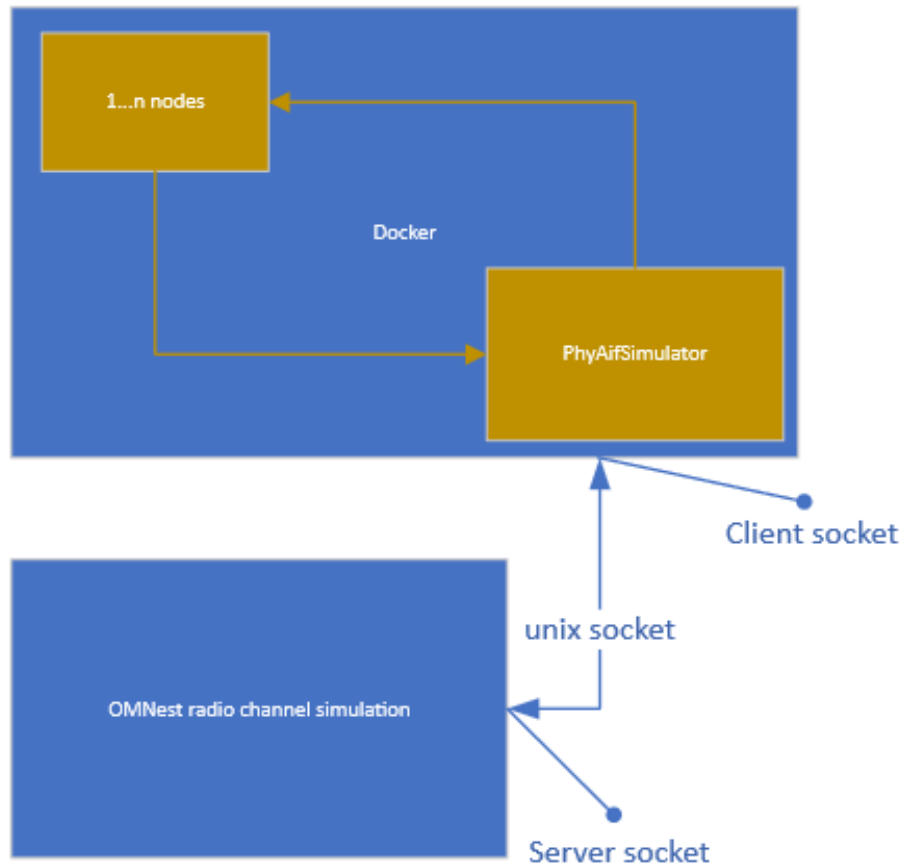 1...n nodes
Docker
PhyAifSimulator
Client socket
unix socket
OMNest radio channel simulation
Server socket